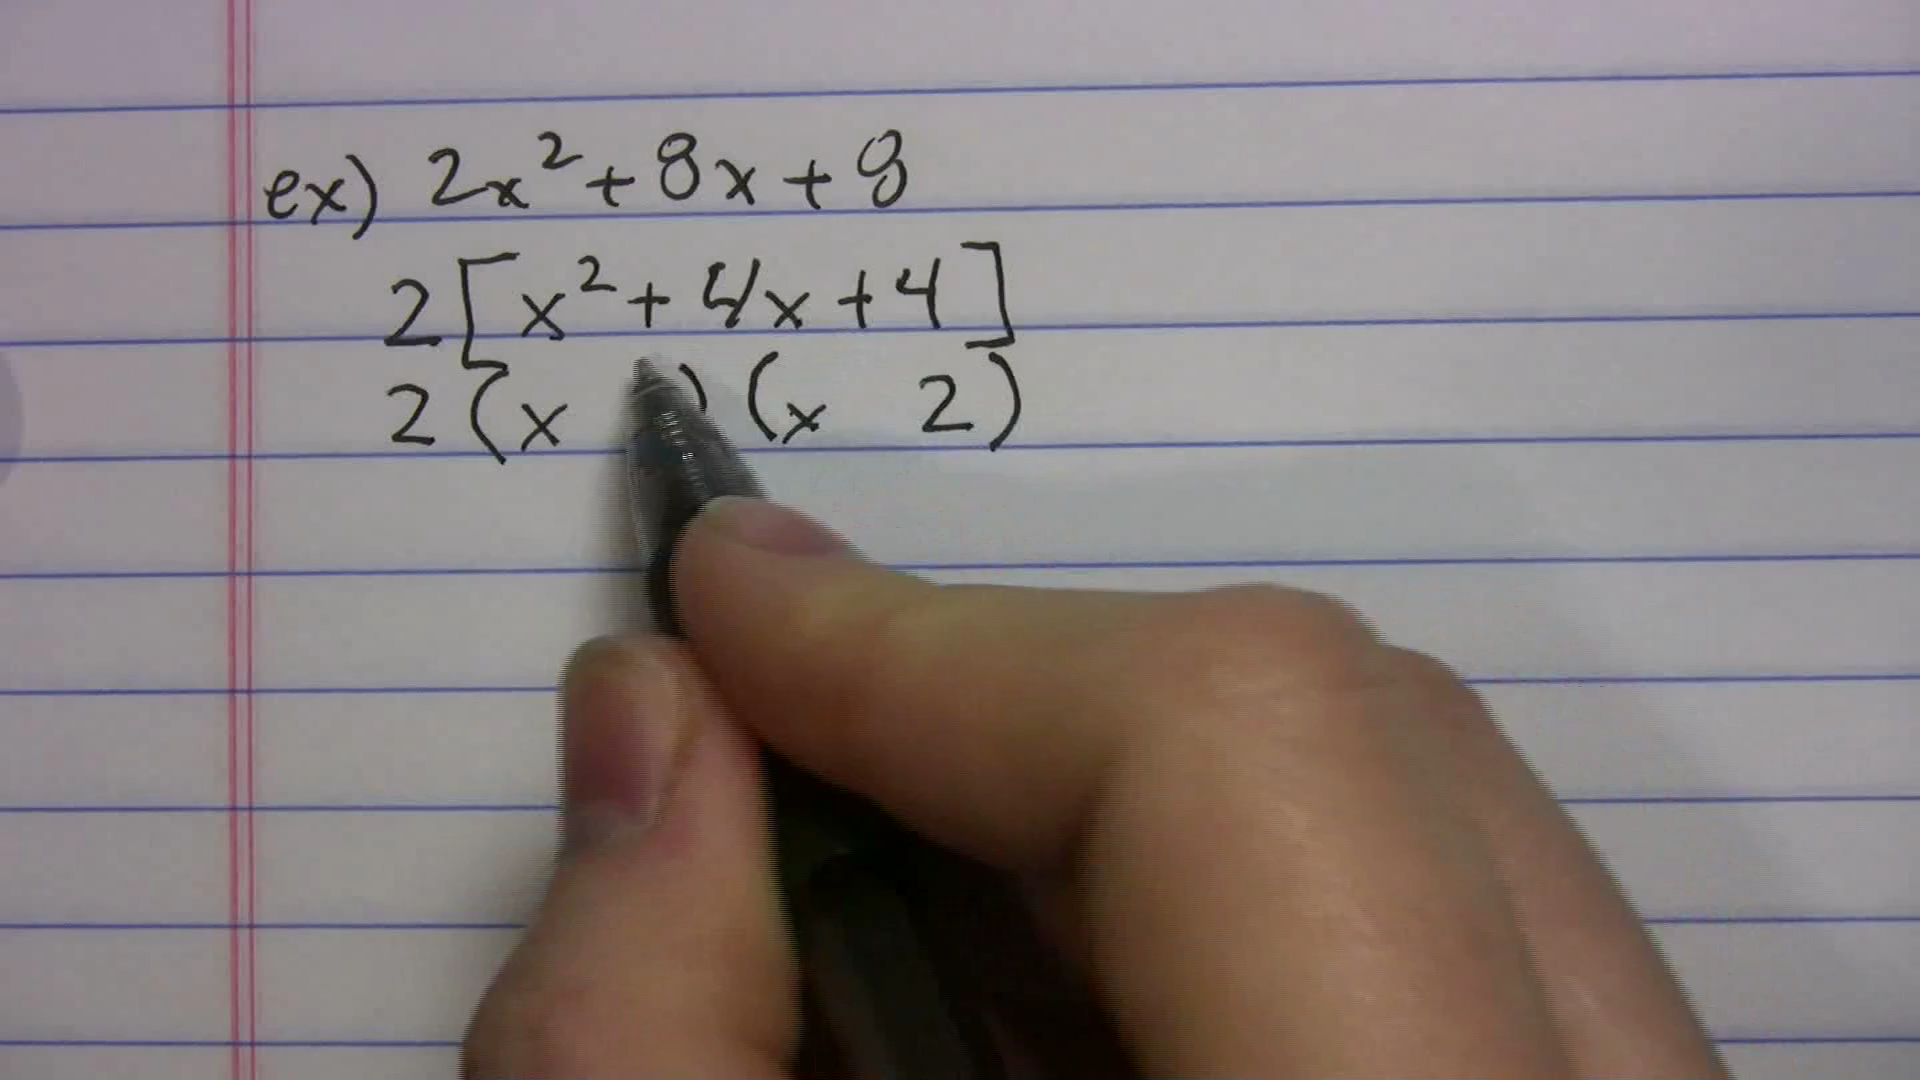 ex) 2x² + 8x + 8
2[x² + 4x + 4]
2(x ) (x 2)